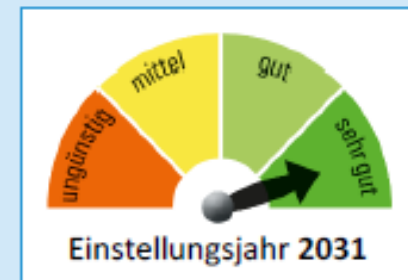 ungünstig
mittel
gut
sehr gut
Einstellungsjahr 2031